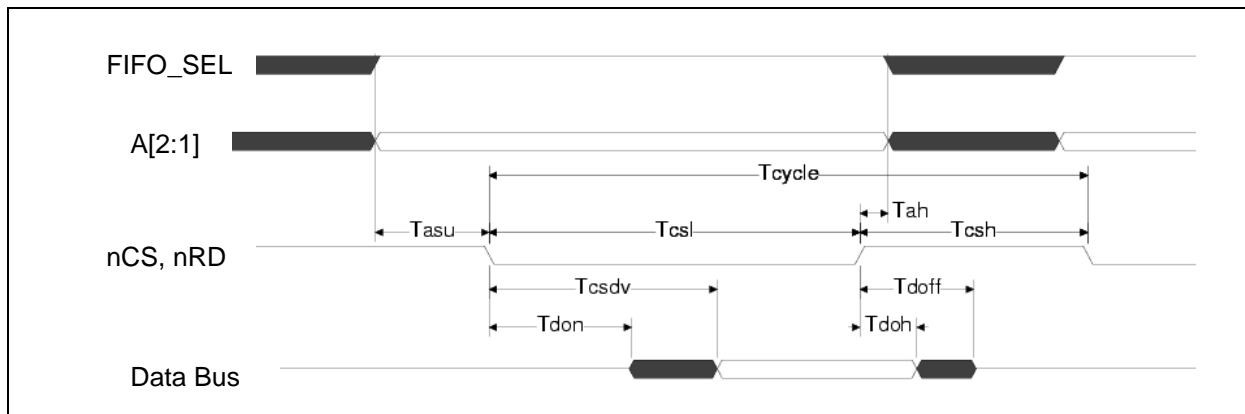 FIFO_SEL
A[2:1]
Tcycle
Tah
Tasu
Tcsl
Tcsh
nCS, nRD
Tcsdv
Tdoff
Tdon
Tdoh
Data Bus